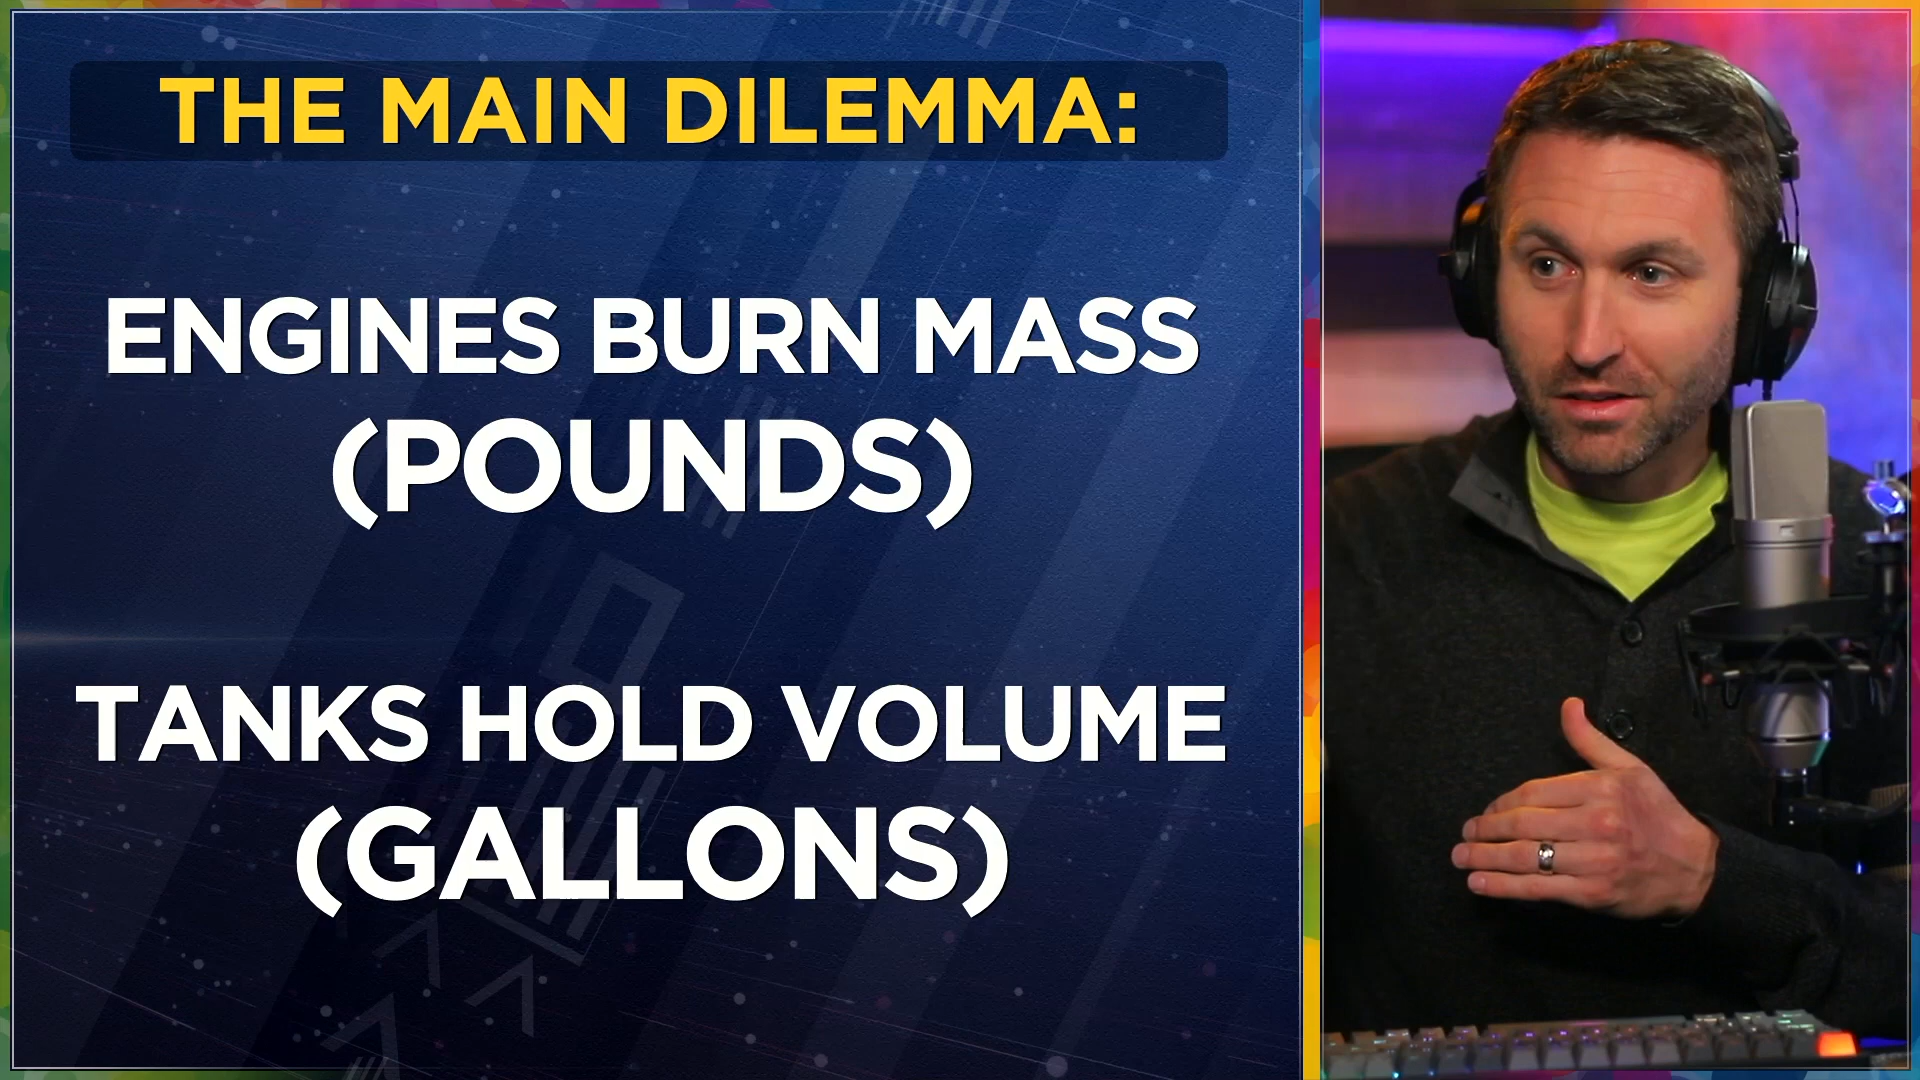 THE MAIN DILEMMA:
ENGINES BURN MASS
(POUNDS)
TANKS HOLD VOLUME
(GALLONS)